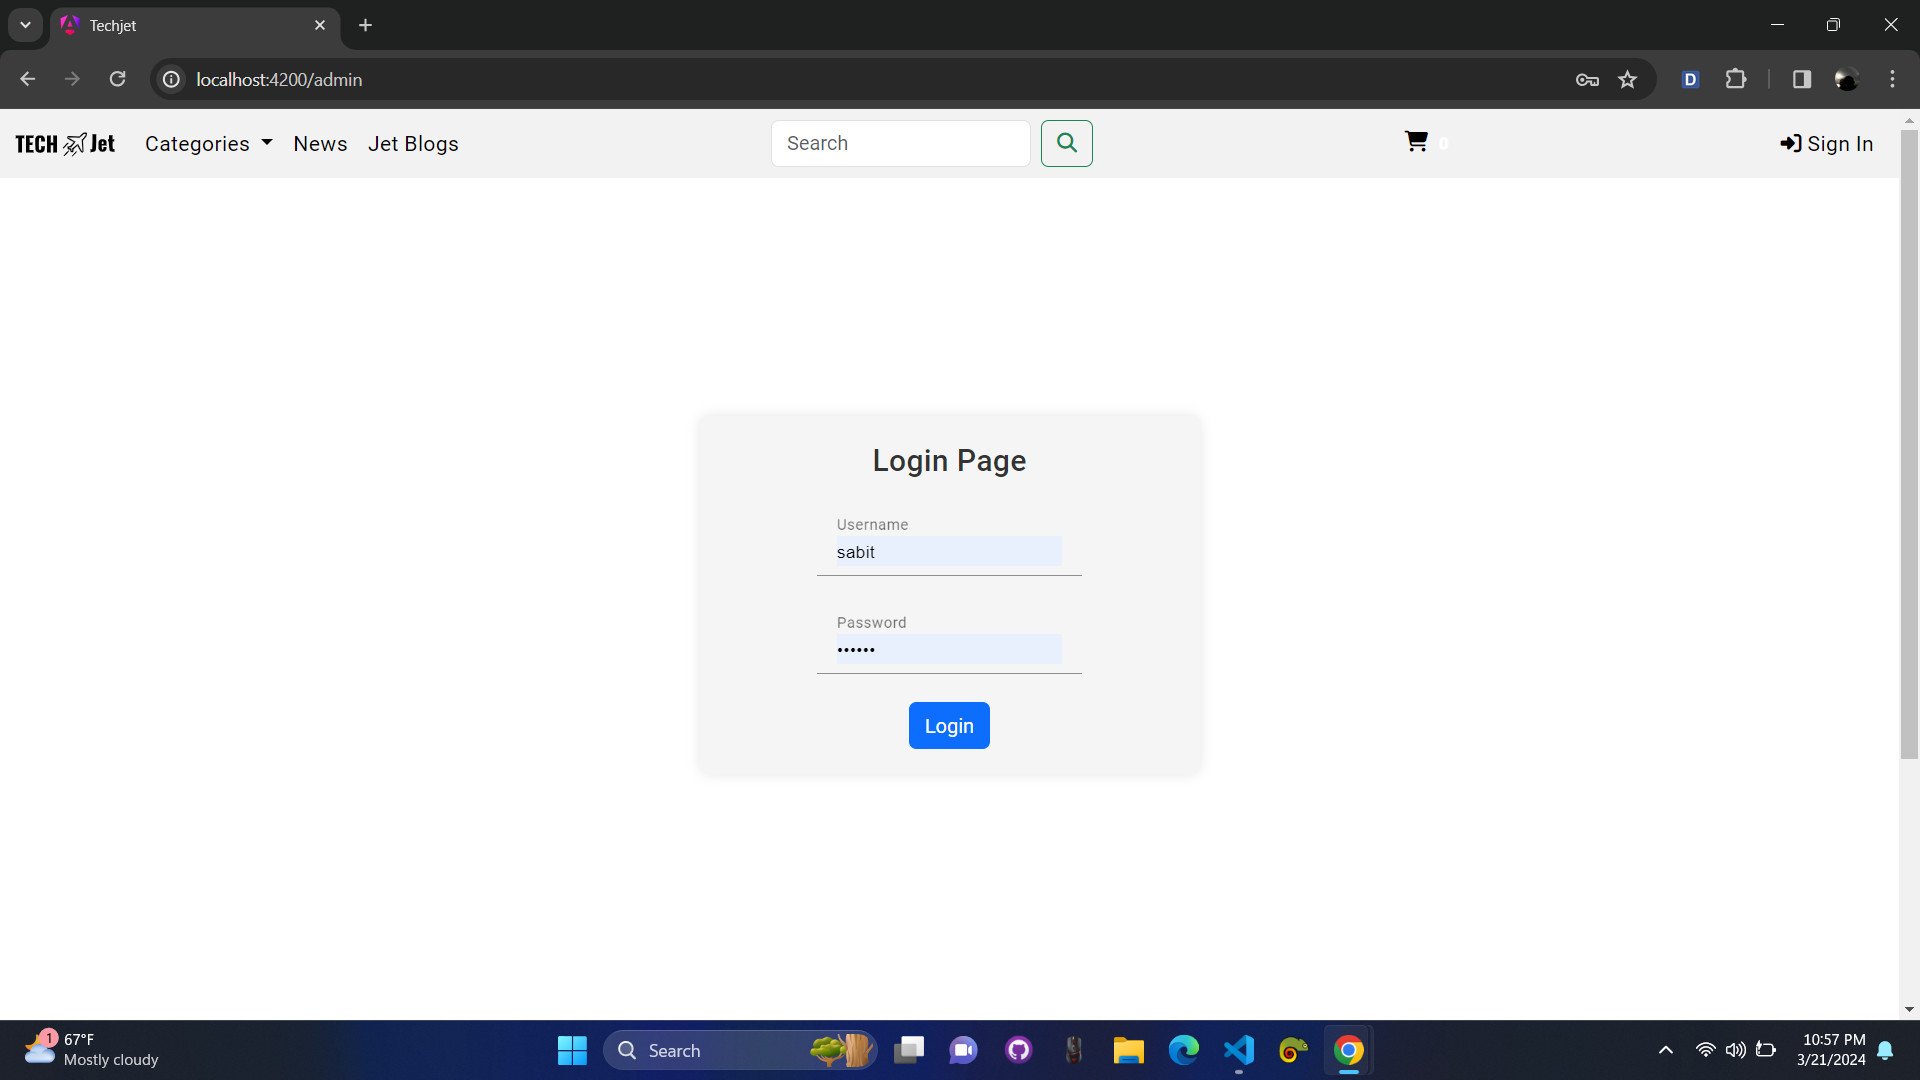 Techjet
localhost:4200/admin
D
TECH Jet
Categories
News
Jet Blogs
Search
0
Sign In
Login Page
Username
sabit
Password
••••••
Login
1
67°F
Mostly cloudy
Search
10:57 PM
3/21/2024